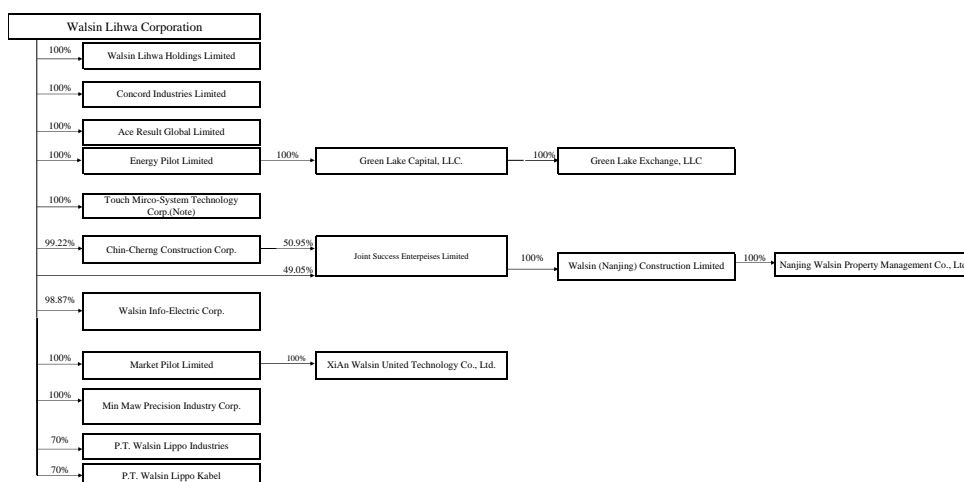 Walsin Lihwa Corporation
100%
Walsin Lihwa Holdings Limited
100%
Concord Industries Limited
100%
Ace Result Global Limited
100%
Energy Pilot Limited
100%
Green Lake Capital, LLC.
100%
Green Lake Exchange, LLC
100%
Touch Mirco-System Technology
Corp.(Note)
99.22%
Chin-Cherng Construction Corp.
50.95%
49.05%
Joint Success Enterpeises Limited
100%
Walsin (Nanjing) Construction Limited
100%
Nanjing Walsin Property Management Co., Ltd
98.87%
Walsin Info-Electric Corp.
100%
Market Pilot Limited
100%
XiAn Walsin United Technology Co., Ltd.
100%
Min Maw Precision Industry Corp.
70%
P.T. Walsin Lippo Industries
70%
P.T. Walsin Lippo Kabel